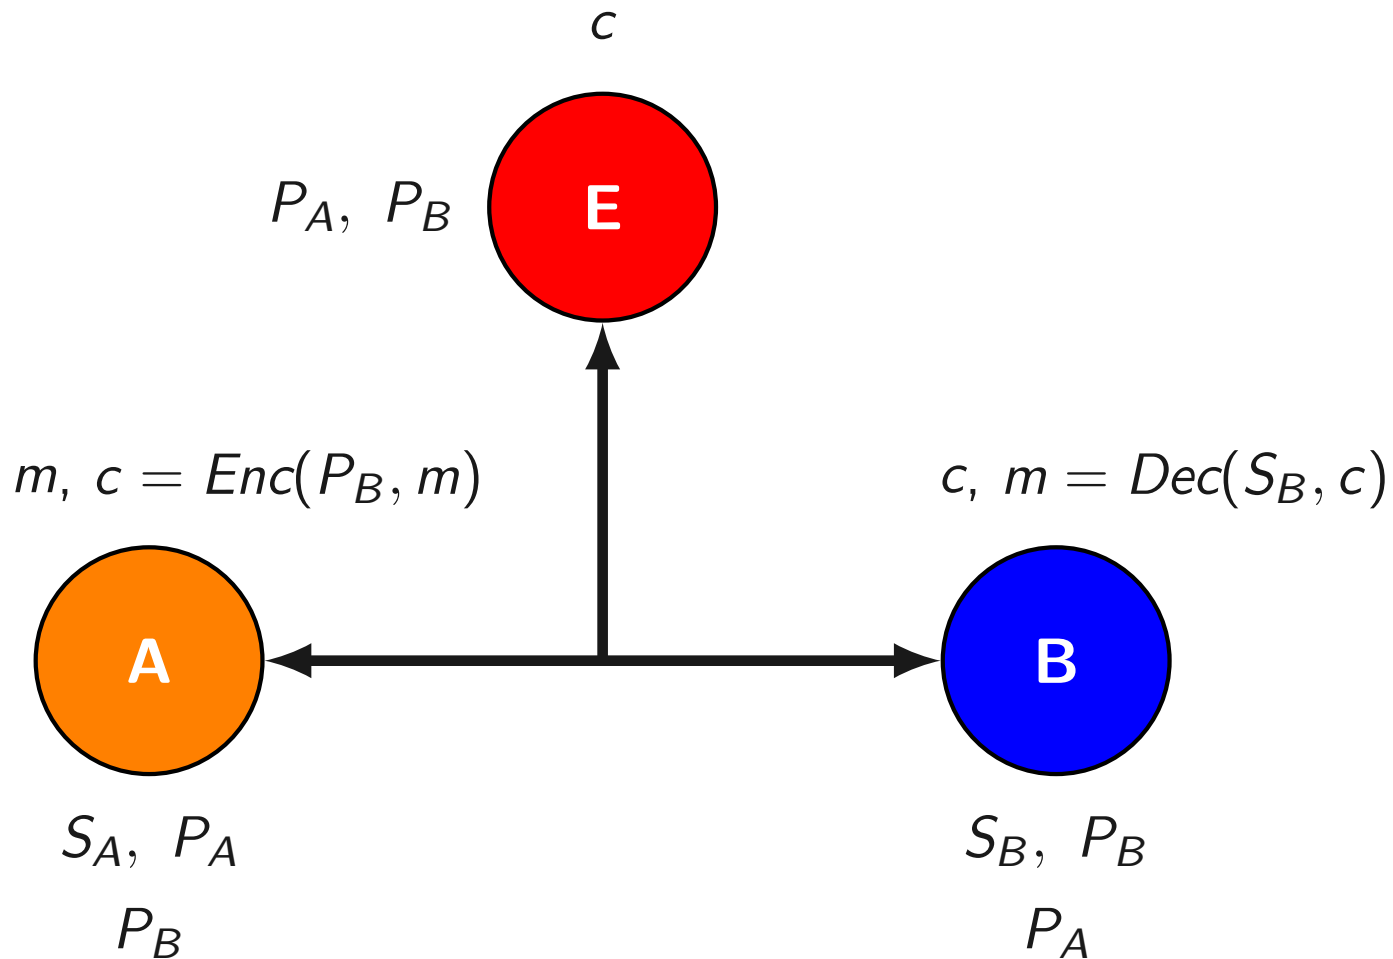 c
P_A, P_B
E
m, c = Enc(P_B, m)
c, m = Dec(S_B, c)
A
B
S_A, P_A
P_B
S_B, P_B
P_A